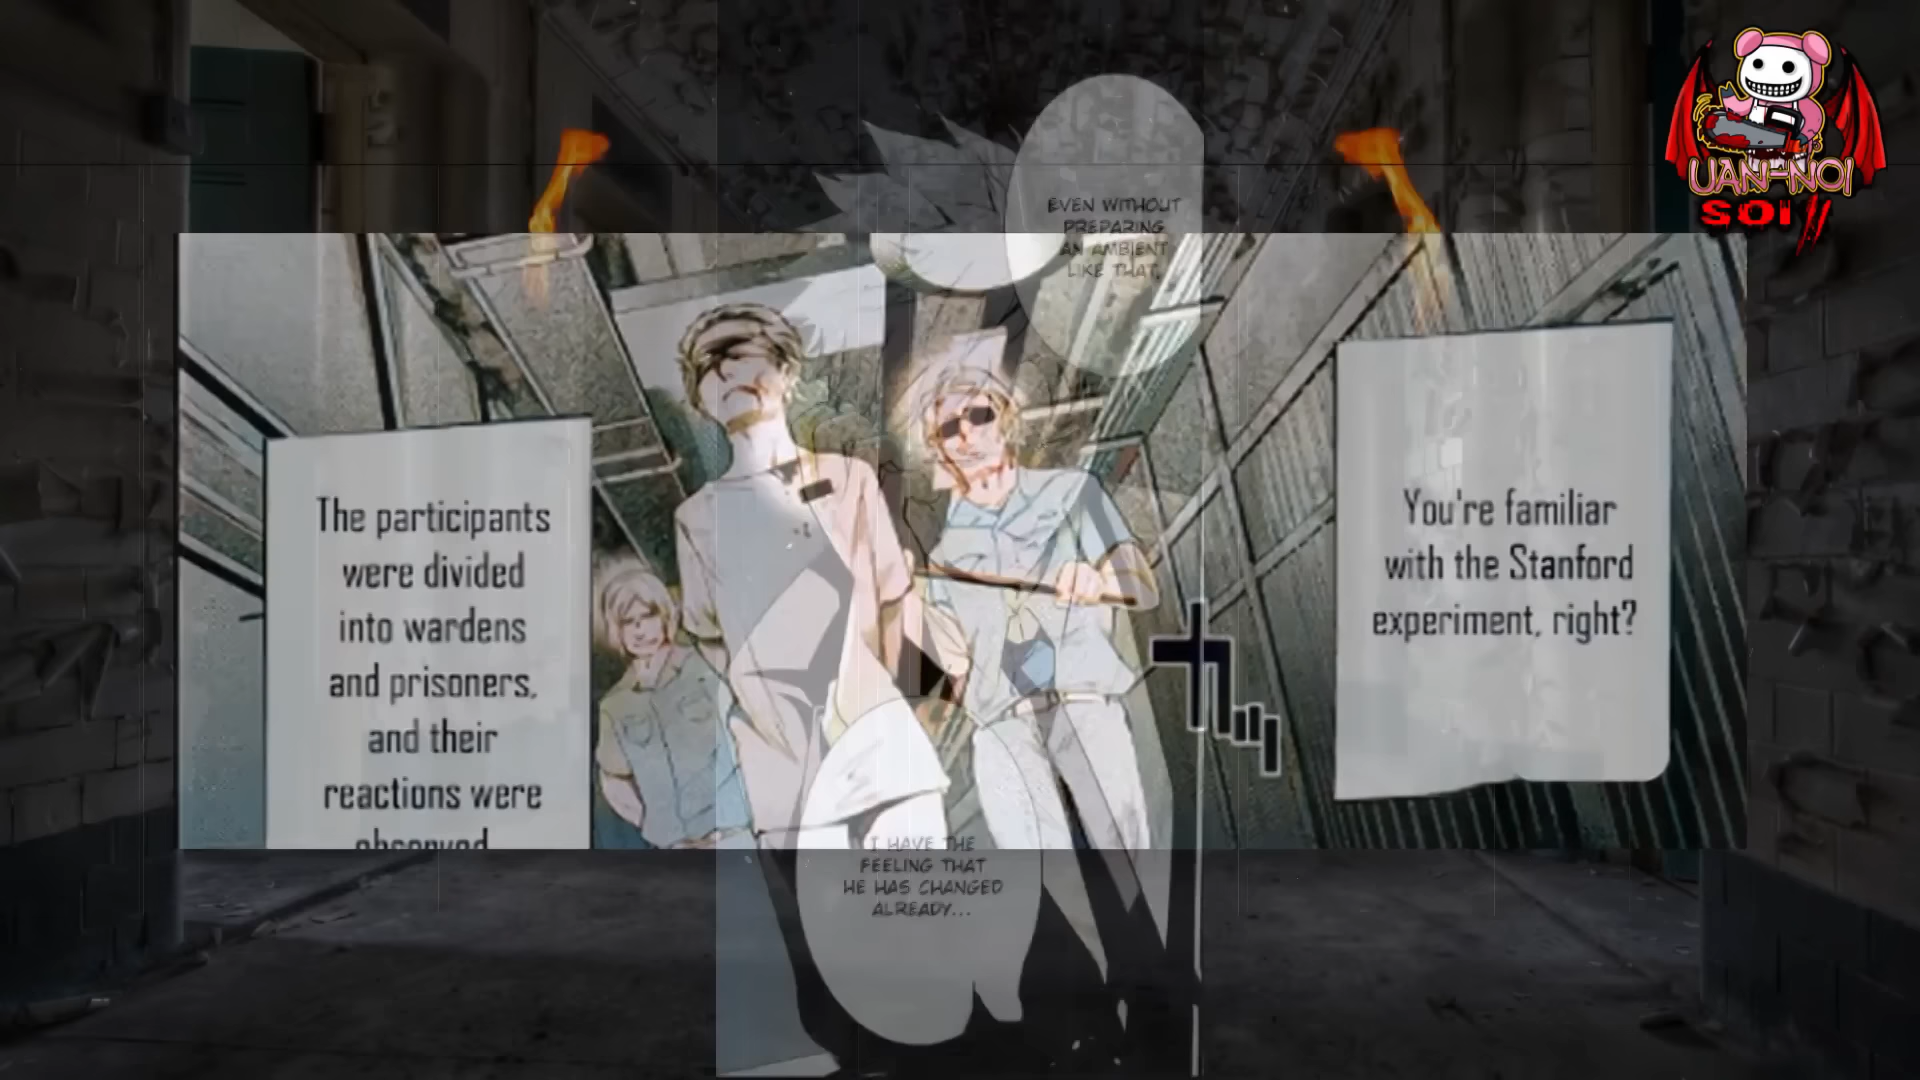 UAN-NOI
SOI //
EVEN WITHOUT
PREPARING
AN AMBIENT
LIKE THAT,
You're familiar
with the Stanford
experiment, right?
The participants
were divided
into wardens
and prisoners,
and their
reactions were
observed
カ
I HAVE THE
FEELING THAT
HE HAS CHANGED
ALREADY...